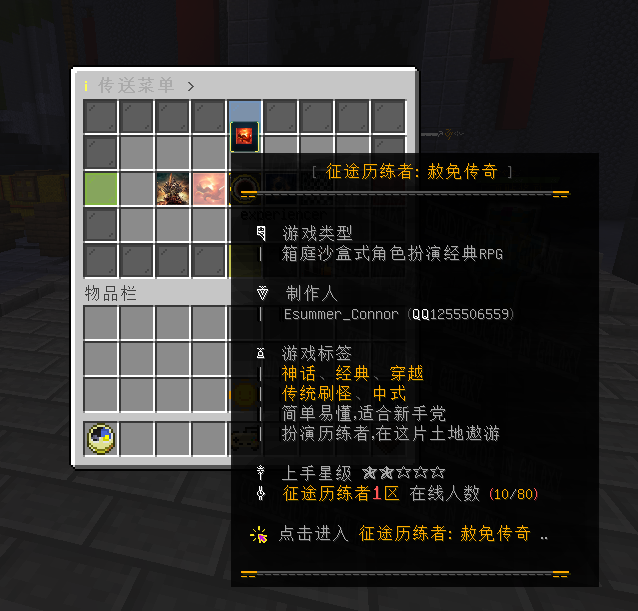 i 传送菜单 >
[ 征途历练者: 赦免传奇 ]
experiencer
游戏类型
箱庭沙盒式角色扮演经典RPG
物品栏
制作人
Esummer_Connor (QQ1255506559)
游戏标签
神话、经典、穿越
传统刷怪、中式
简单易懂,适合新手党
扮演历练者,在这片土地遨游
上手星级 ★★☆☆☆☆
征途历练者1区 在线人数 (10/80)
点击进入 征途历练者: 赦免传奇 ..